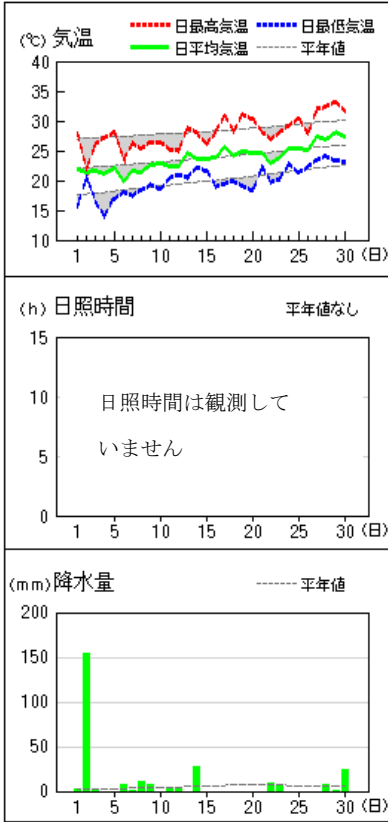 (℃) 気温
日最高気温 日最低気温
日平均気温 平年値
40
35
30
25
20
15
10
1 5 10 15 20 25 30 (日)
(h) 日照時間 平年値なし
15
10
5
0
日照時間は観測して
いません
1 5 10 15 20 25 30 (日)
(mm) 降水量 平年値
200
150
100
50
0
1 5 10 15 20 25 30 (日)